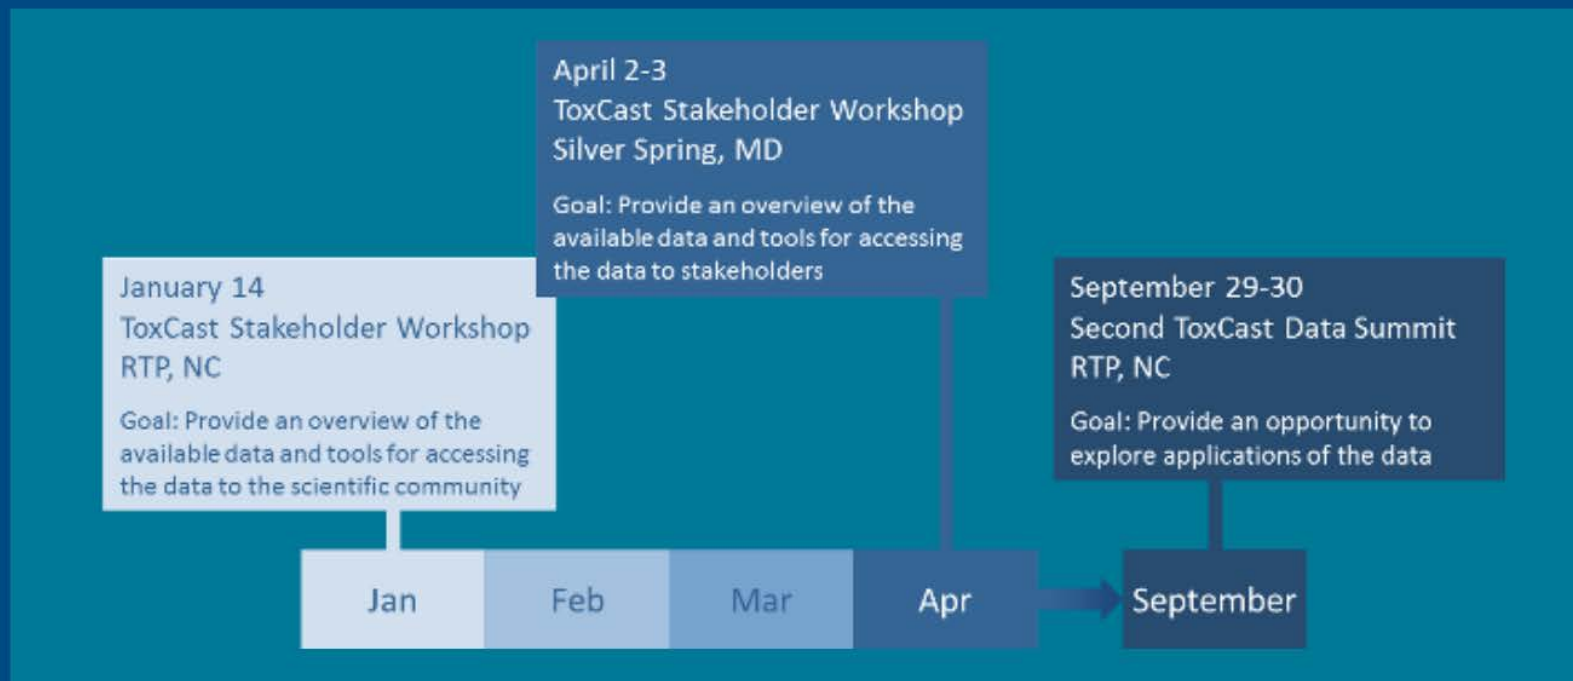 April 2-3
ToxCast Stakeholder Workshop
Silver Spring, MD
Goal: Provide an overview of the
available data and tools for accessing
the data to stakeholders
January 14
ToxCast Stakeholder Workshop
RTP, NC
Goal: Provide an overview of the
available data and tools for accessing
the data to the scientific community
September 29-30
Second ToxCast Data Summit
RTP, NC
Goal: Provide an opportunity to
explore applications of the data
Jan
Feb
Mar
Apr
September